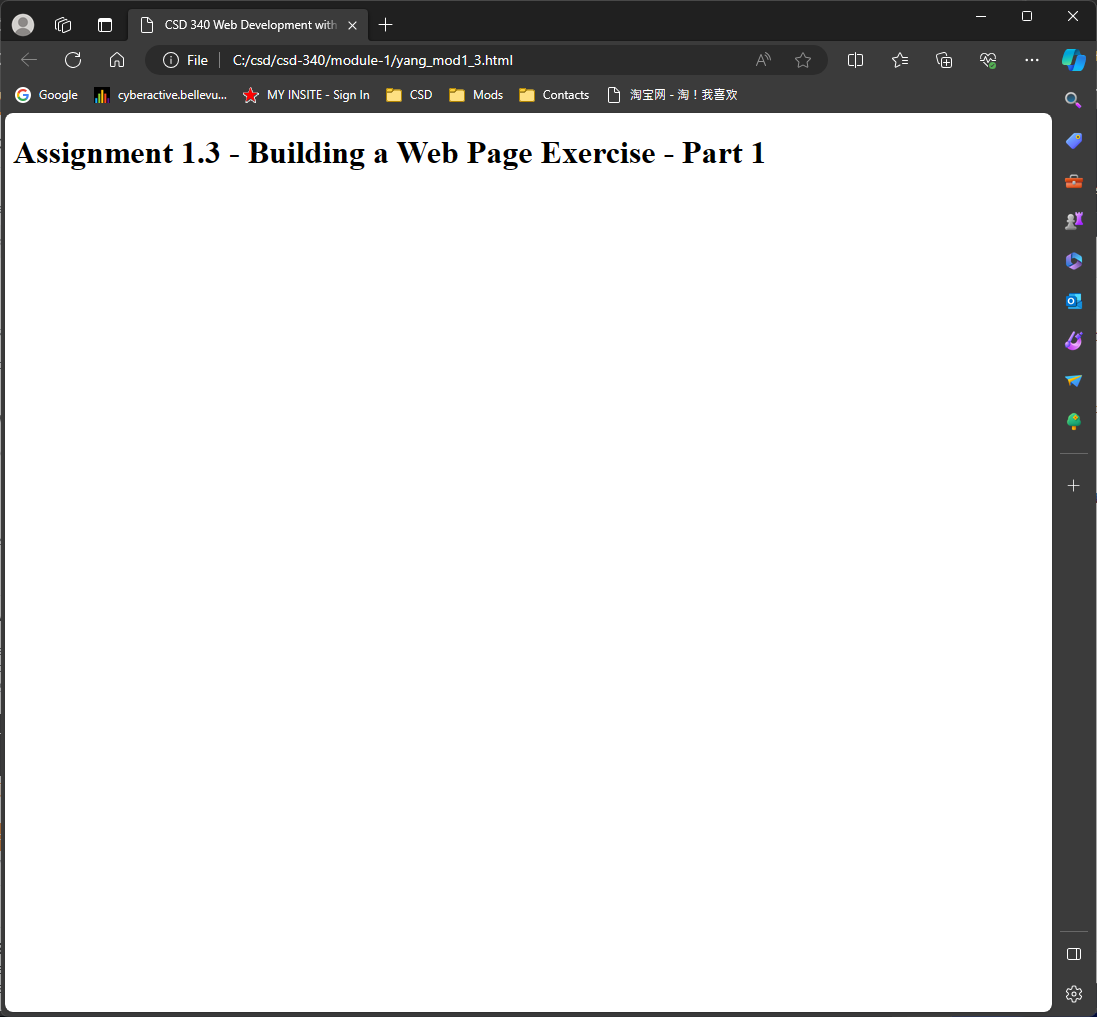 CSD 340 Web Development with
File
C:/csd/csd-340/module-1/yang_mod1_3.html
Google
cyberactive.bellevu...
MY INSITE - Sign In
CSD
Mods
Contacts
淘宝网 - 淘！我喜欢
Assignment 1.3 - Building a Web Page Exercise - Part 1